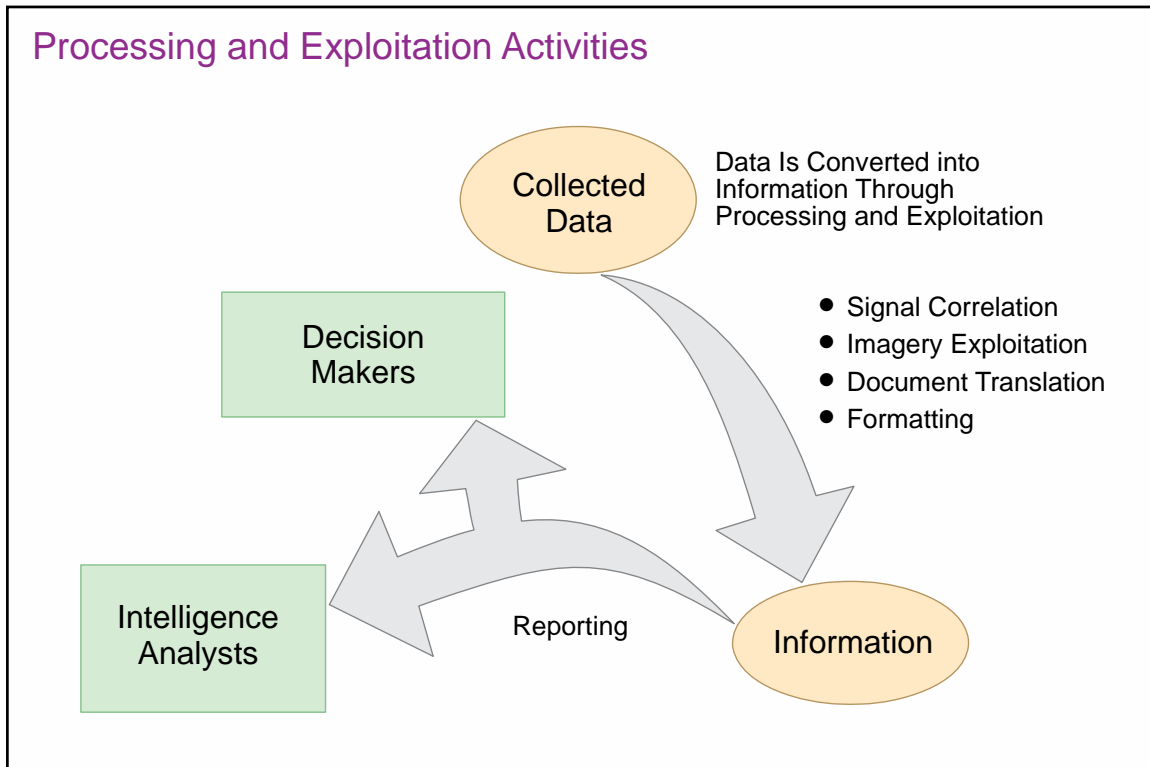 Processing and Exploitation Activities
Collected
Data
Data Is Converted into
Information Through
Processing and Exploitation
● Signal Correlation
● Imagery Exploitation
● Document Translation
● Formatting
Decision
Makers
Intelligence
Analysts
Reporting
Information